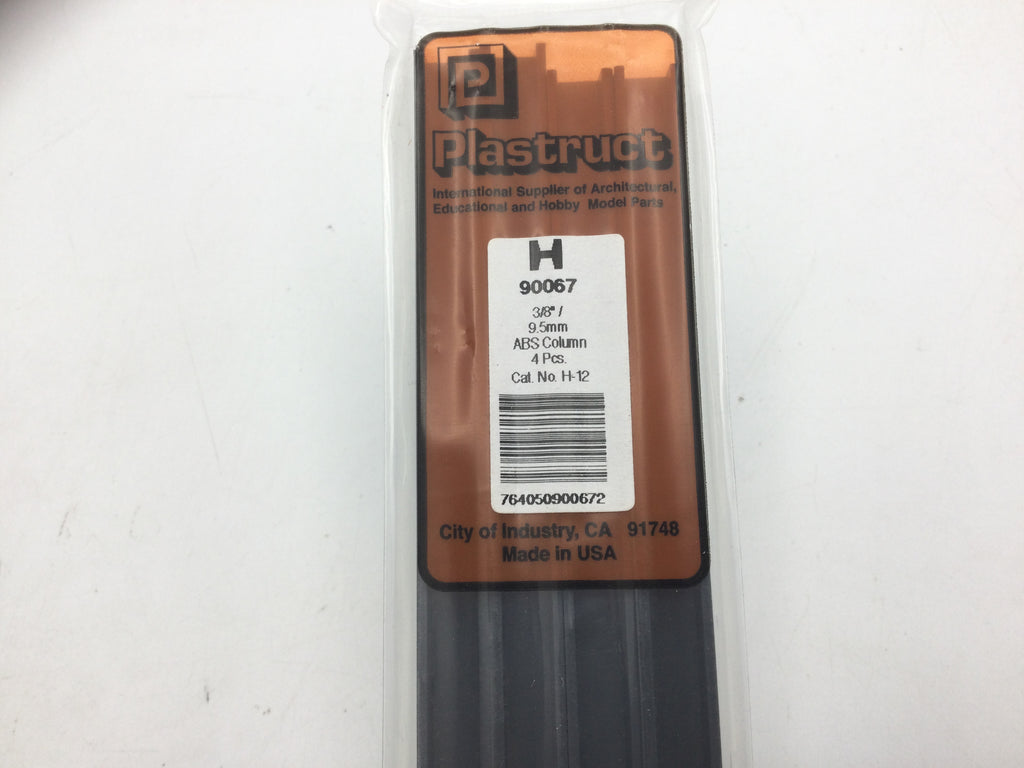 P
Plastruct
International Supplier of Architectural,
Educational and Hobby Model Parts
H
90067
3/8" /
9.5mm
ABS Column
4 Pcs.
Cat. No. H-12
764050900672
City of Industry, CA 91748
Made in USA